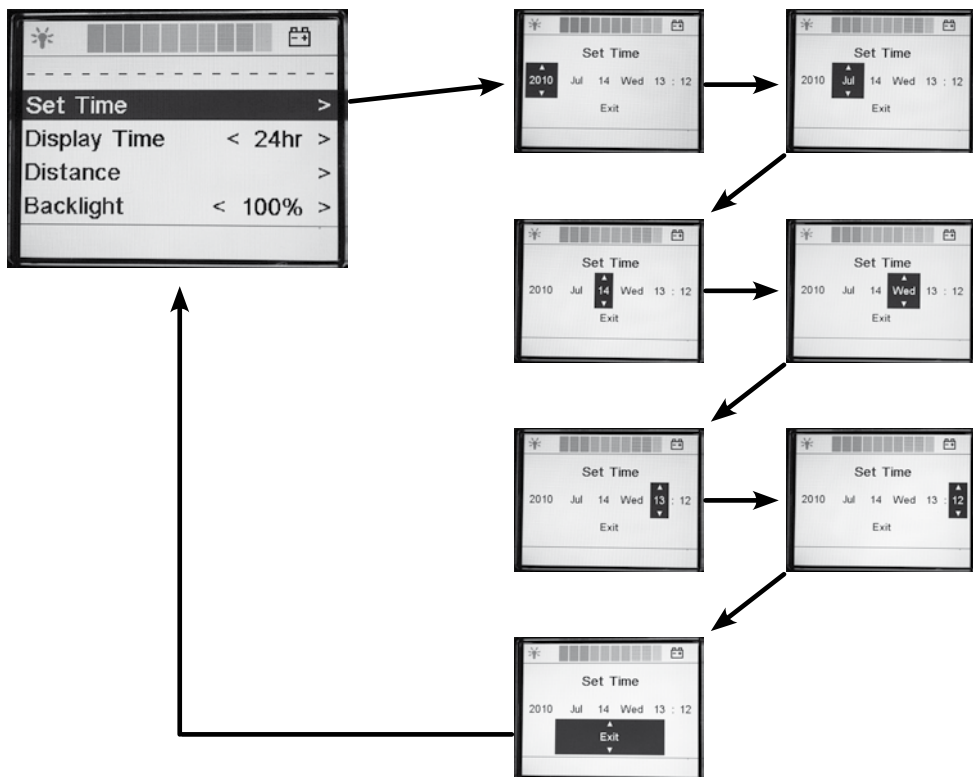 Set Time >
Display Time < 24hr >
Distance >
Backlight < 100% >
Set Time
2010 Jul 14 Wed 13 : 12
Exit
Set Time
2010 Jul 14 Wed 13 : 12
Exit
Set Time
2010 Jul 14 Wed 13 : 12
Exit
Set Time
2010 Jul 14 Wed 13 : 12
Exit
Set Time
2010 Jul 14 Wed 13 : 12
Exit
Set Time
2010 Jul 14 Wed 13 : 12
Exit
Set Time
2010 Jul 14 Wed 13 : 12
Exit